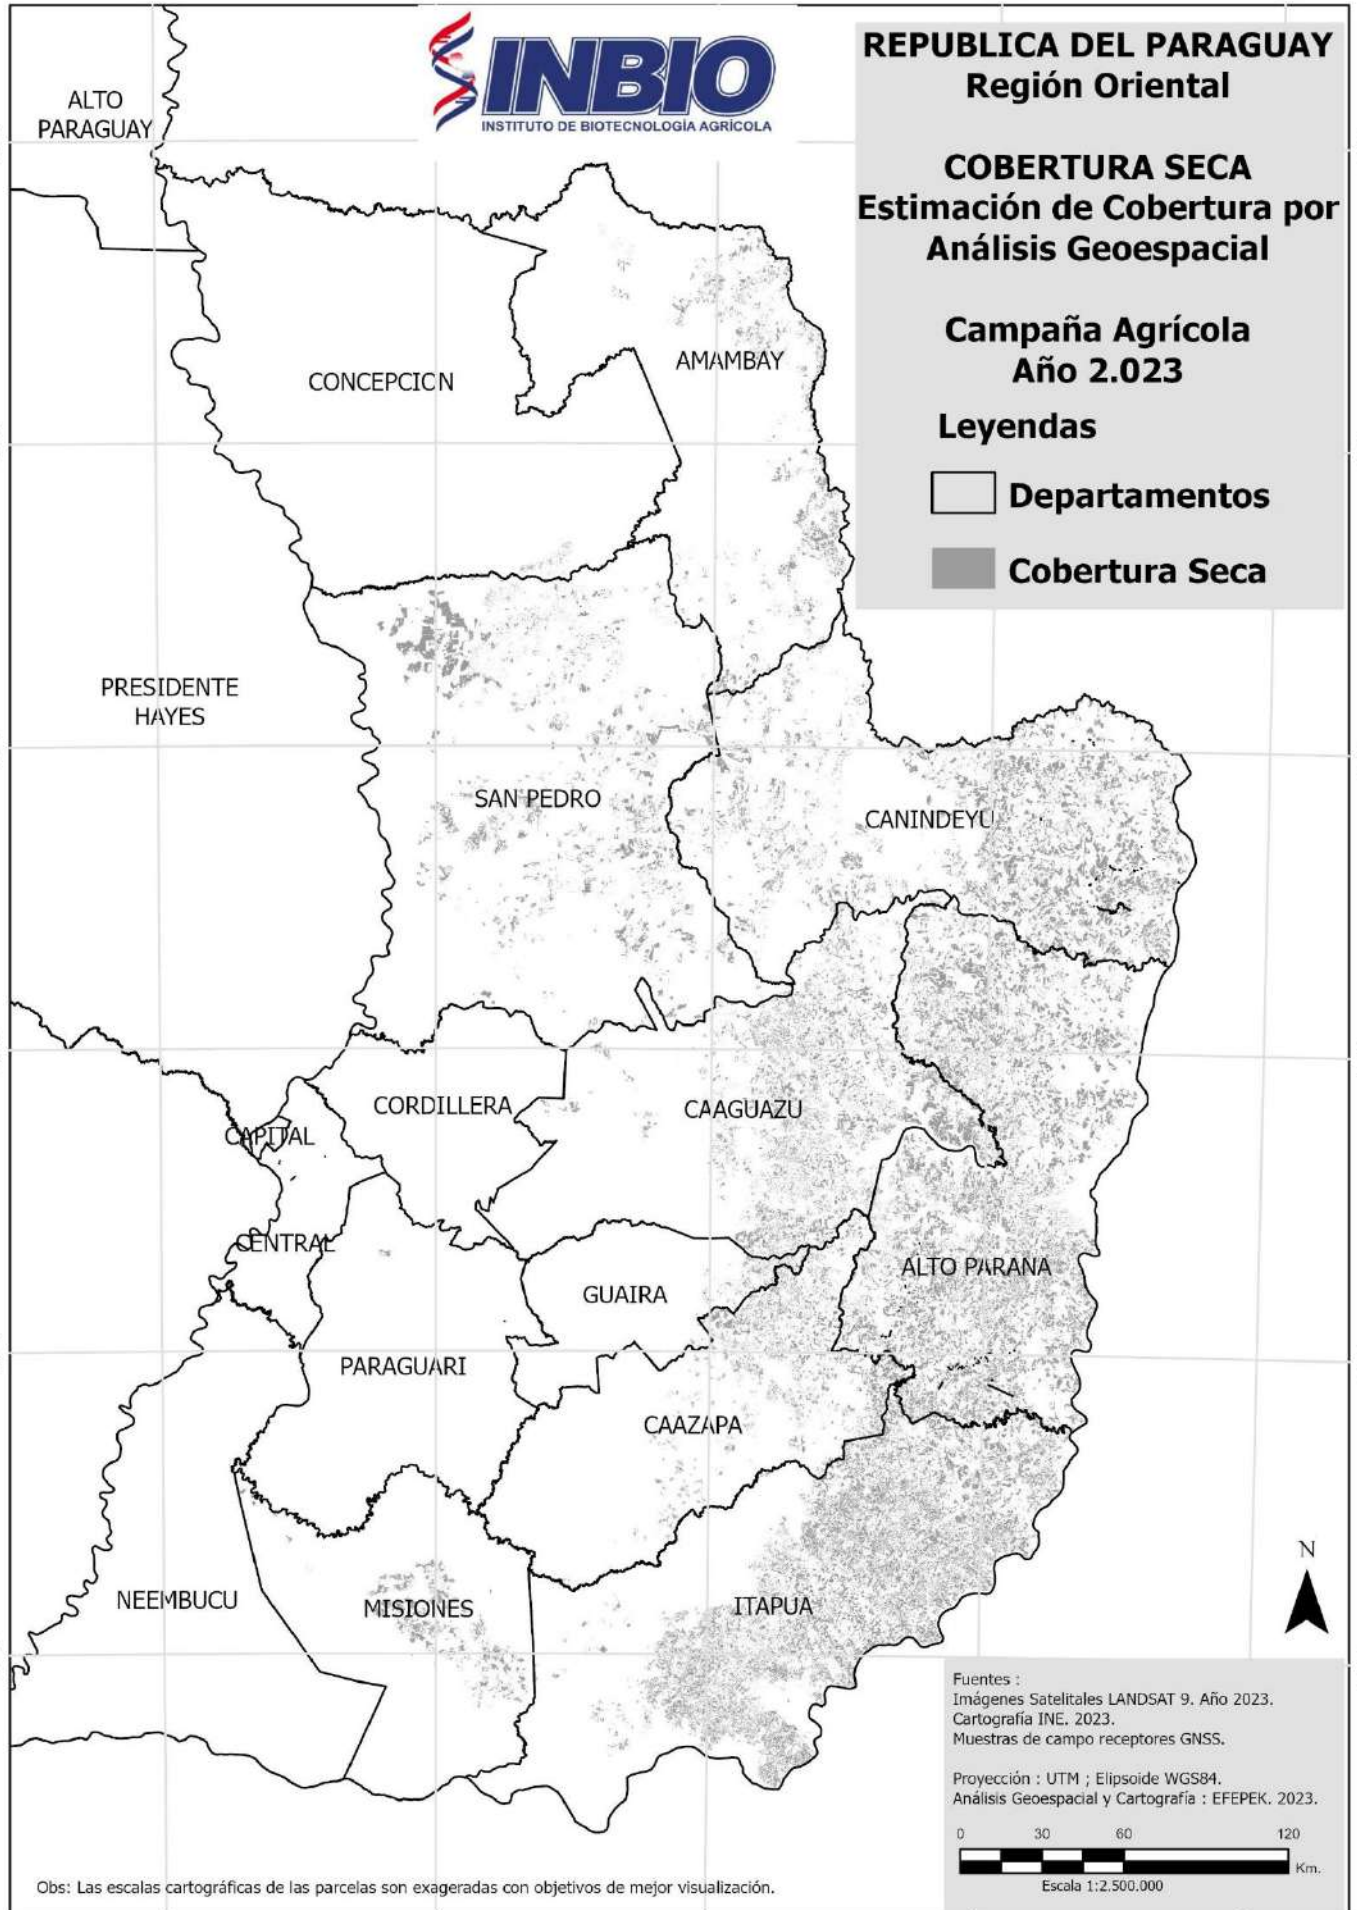 INBIO
INSTITUTO DE BIOTECNOLOGÍA AGRÍCOLA
REPUBLICA DEL PARAGUAY
Región Oriental
COBERTURA SECA
Estimación de Cobertura por
Análisis Geoespacial
Campaña Agrícola
Año 2.023
Leyendas
Departamentos
Cobertura Seca
ALTO
PARAGUAY
CONCEPCION
AMAMBAY
PRESIDENTE
HAYES
SAN PEDRO
CANINDEYU
CORDILLERA
CAAGUAZU
CAPITAL
CENTRAL
GUAIRA
ALTO PARANA
PARAGUARI
CAAZAPA
NEEMBUCU
MISIONES
ITAPUA
N
Fuentes :
Imágenes Satelitales LANDSAT 9. Año 2023.
Cartografía INE. 2023.
Muestras de campo receptores GNSS.
Proyección : UTM ; Elipsoide WGS84.
Análisis Geoespacial y Cartografía : EFEPEK. 2023.
0 30 60 120
Km.
Escala 1:2.500.000
Obs: Las escalas cartográficas de las parcelas son exageradas con objetivos de mejor visualización.